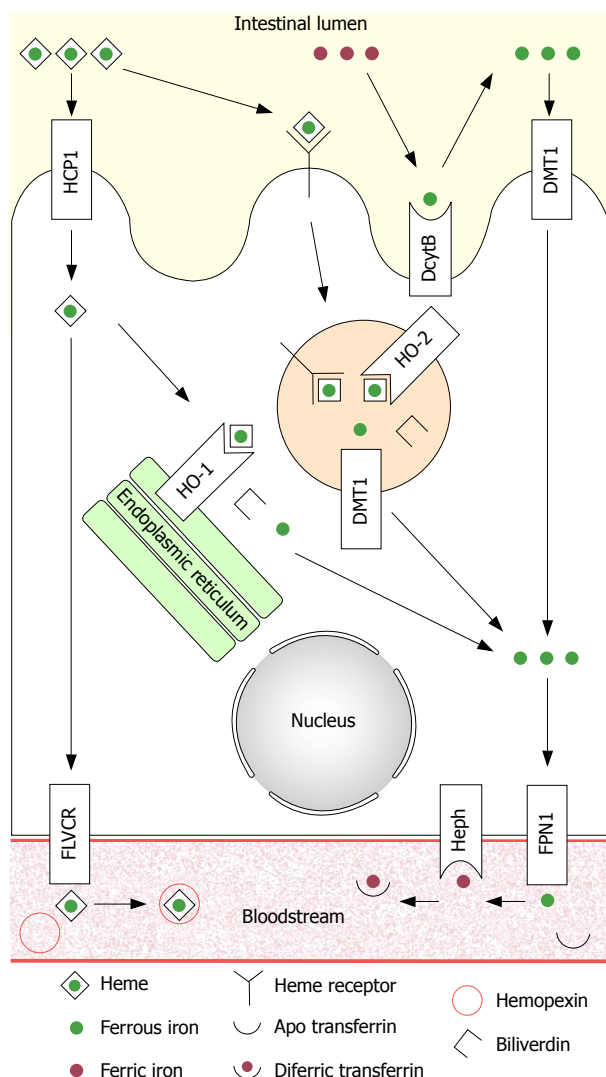 Intestinal lumen
HCP1
DMT1
DcytB
HO-2
HO-1
DMT1
Endoplasmic reticulum
Nucleus
FLVCR
Heph
FPN1
Bloodstream
Heme
Heme receptor
Hemopexin
Ferrous iron
Apo transferrin
Biliverdin
Ferric iron
Diferric transferrin